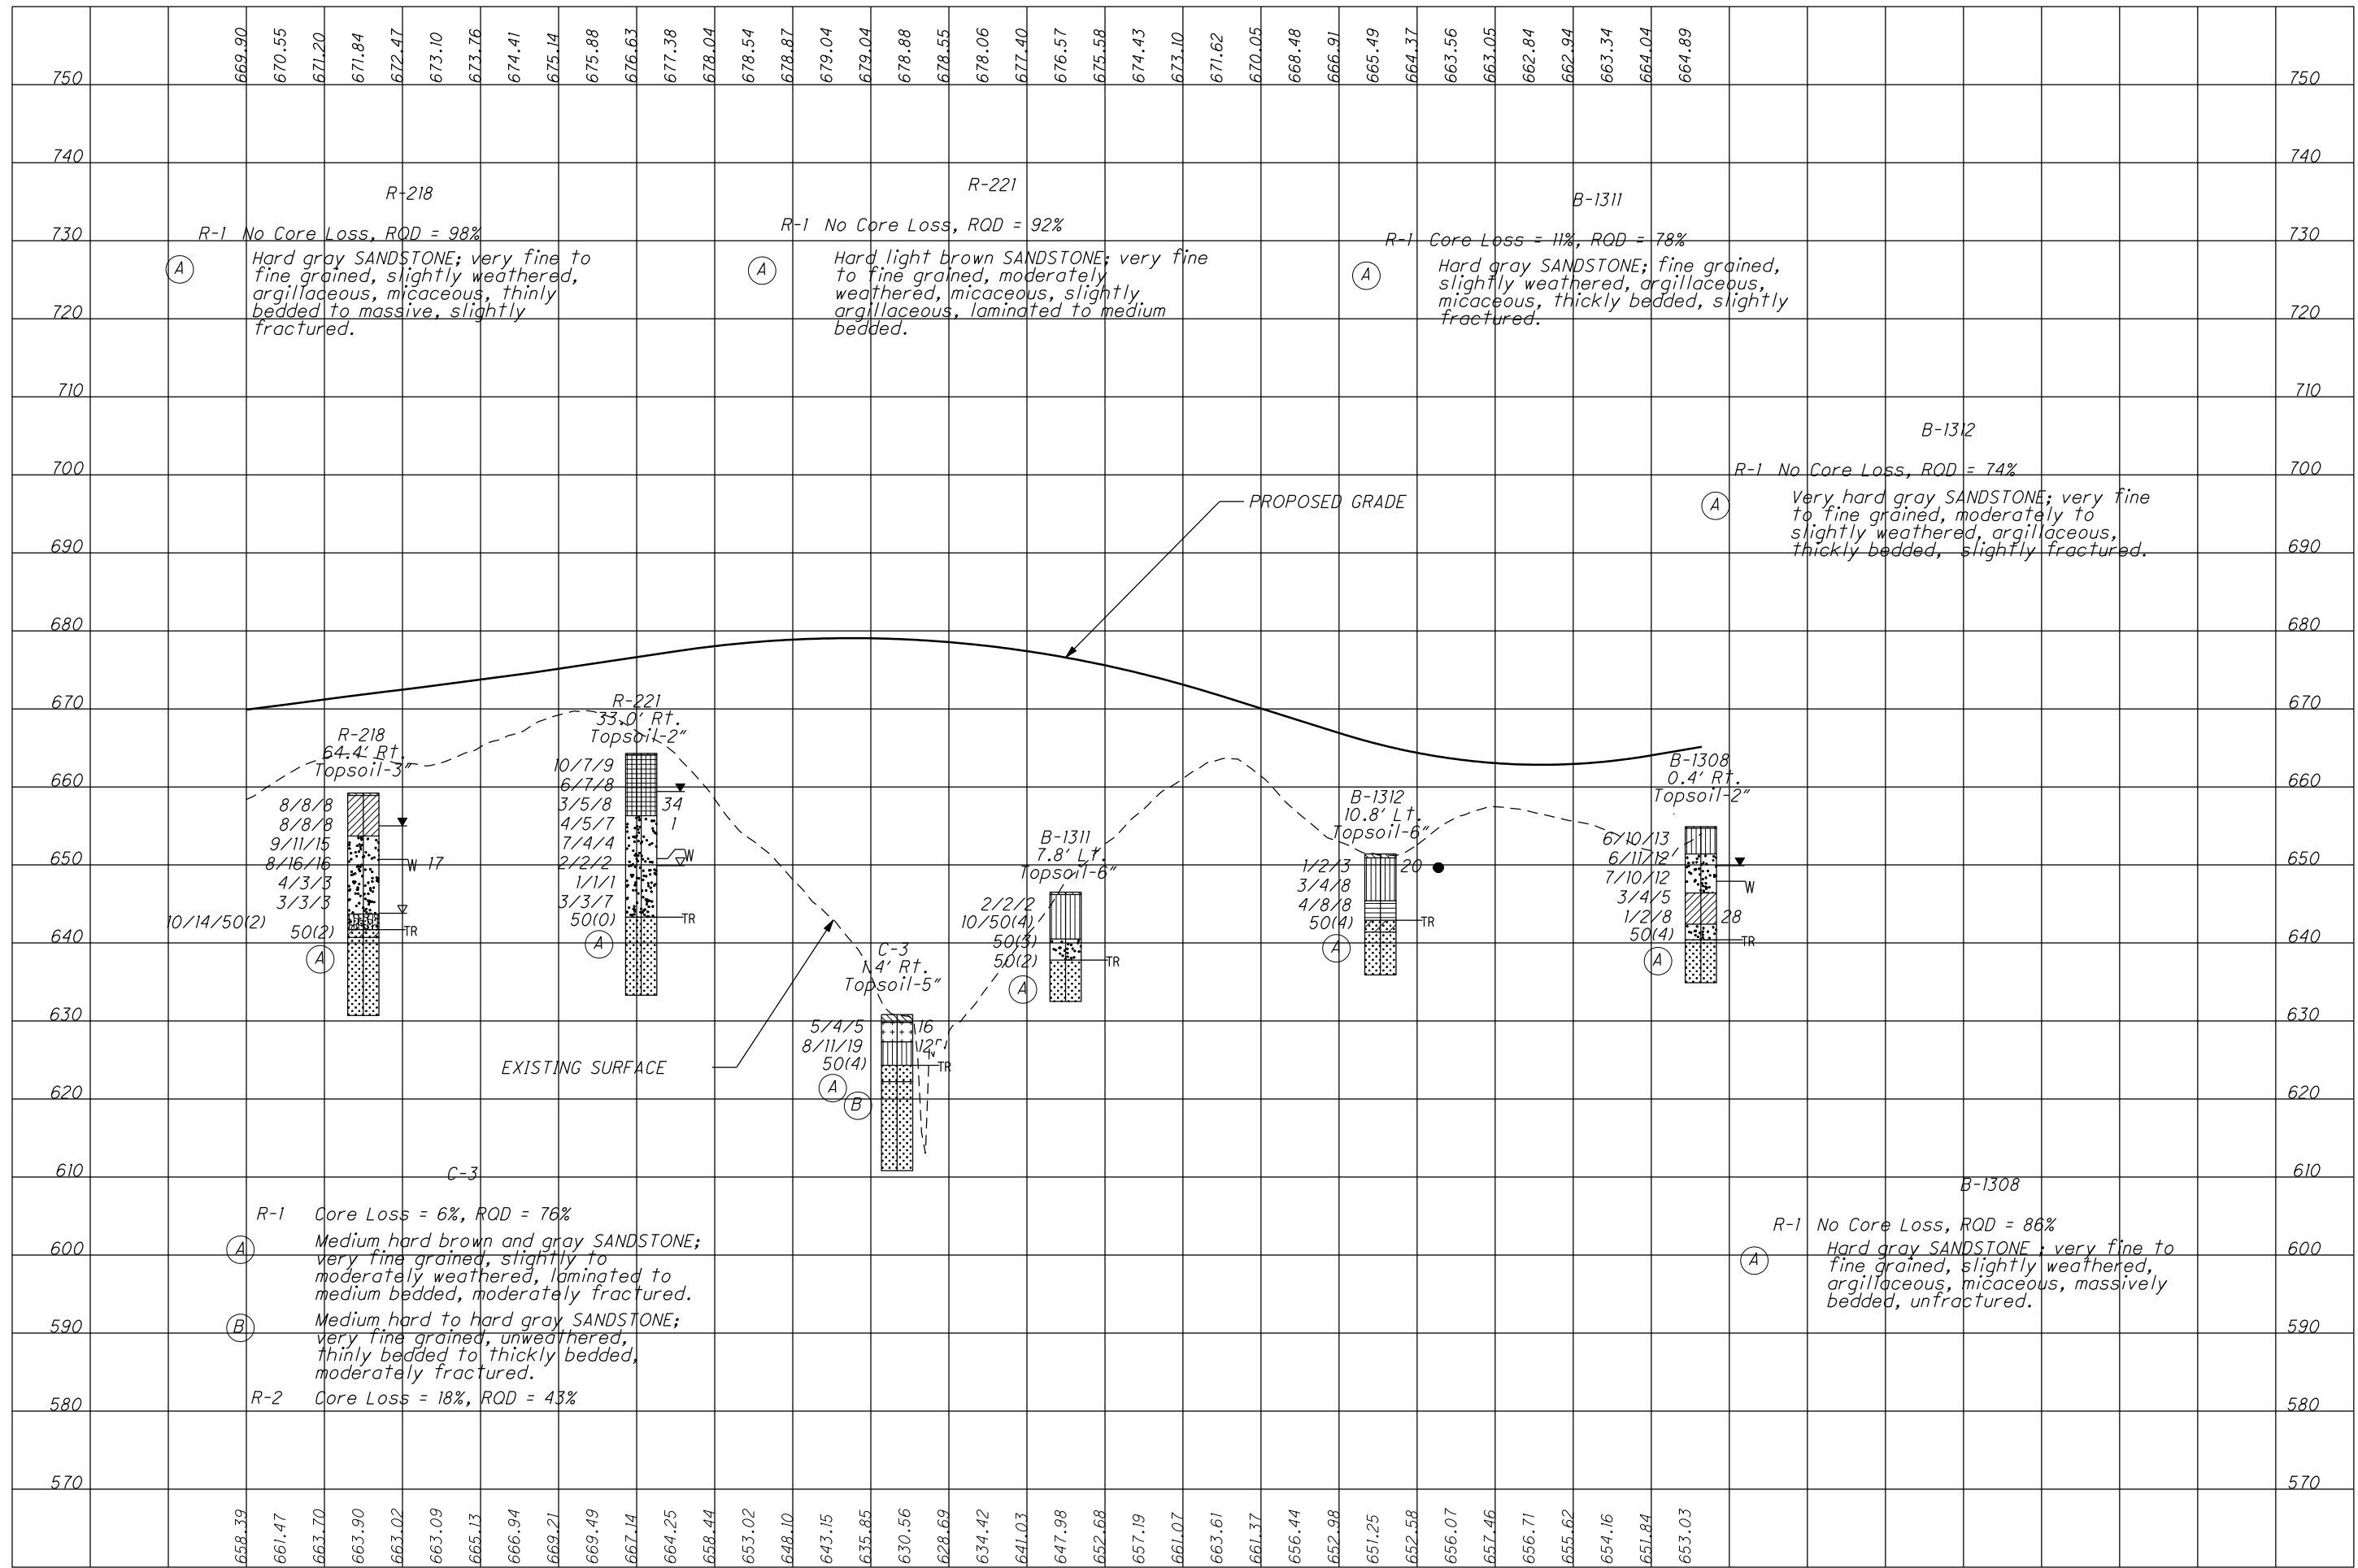 669.90 670.55 671.20 671.84 672.47 673.10 673.76 674.41 675.14 675.88 676.63 677.38 678.04 678.54 678.87 679.04 679.04 678.88 678.55 678.06 677.40 676.57 675.58 674.43 673.10 671.62 670.05 668.48 666.91 665.49 664.37 663.56 663.05 662.84 662.94 663.34 664.04 664.89
750 750
740 740
R-218
R-1 No Core Loss, RQD = 98%
A
Hard gray SANDSTONE; very fine to
fine grained, slightly weathered,
argillaceous, micaceous, thinly
bedded to massive, slightly
fractured.
R-221
R-1 No Core Loss, RQD = 92%
A
Hard light brown SANDSTONE; very fine
to fine grained, moderately
weathered, micaceous, slightly
argillaceous, laminated to medium
bedded.
B-1311
R-1 Core Loss = 11%, RQD = 78%
A
Hard gray SANDSTONE; fine grained,
slightly weathered, argillaceous,
micaceous, thickly bedded, slightly
fractured.
730 730
720 720
710 710
B-1312
R-1 No Core Loss, RQD = 74%
A
Very hard gray SANDSTONE; very fine
to fine grained, moderately to
slightly weathered, argillaceous,
thickly bedded, slightly fractured.
700 700
PROPOSED GRADE
690 690
680 680
670 670
R-218
64.4' Rt.
Topsoil-3"
8/8/8
8/8/8
9/11/15
8/16/16 W 17
4/3/3
3/3/3
10/14/50(2)
50(2) TR
A
R-221
33.0' Rt.
Topsoil-2"
10/7/9
6/7/8
3/5/8 34
4/5/7 1
7/4/4
2/2/2 W
1/1/1
3/3/7
50(0) TR
A
C-3
1.4' Rt.
Topsoil-5"
5/4/5 16
8/11/19 12
W
50(4) TR
A
B
B-1311
7.8' Lt.
Topsoil-6"
2/2/2
10/50(4)
50(3)
50(2) TR
A
B-1312
10.8' Lt.
Topsoil-6"
1/2/3 20
3/4/8
4/8/8
50(4) TR
A
B-1308
0.4' Rt.
Topsoil-2"
6/10/13
6/11/12
7/10/12 W
3/4/5
1/2/8 28
50(4) TR
A
660 660
650 650
640 640
630 630
EXISTING SURFACE
620 620
610 610
C-3
R-1 Core Loss = 6%, RQD = 76%
A
Medium hard brown and gray SANDSTONE;
very fine grained, slightly to
moderately weathered, laminated to
medium bedded, moderately fractured.
B
Medium hard to hard gray SANDSTONE;
very fine grained, unweathered,
thinly bedded to thickly bedded,
moderately fractured.
R-2 Core Loss = 18%, RQD = 43%
B-1308
R-1 No Core Loss, RQD = 86%
A
Hard gray SANDSTONE ; very fine to
fine grained, slightly weathered,
argillaceous, micaceous, massively
bedded, unfractured.
600 600
590 590
580 580
570 570
658.39 661.47 663.70 663.90 663.02 663.09 665.13 666.94 669.21 669.49 667.14 664.25 658.44 653.02 648.10 643.15 635.85 630.56 628.69 634.42 641.03 647.98 652.68 657.19 661.07 663.61 661.37 656.44 652.98 651.25 652.58 656.07 657.46 656.71 655.62 654.16 651.84 653.03